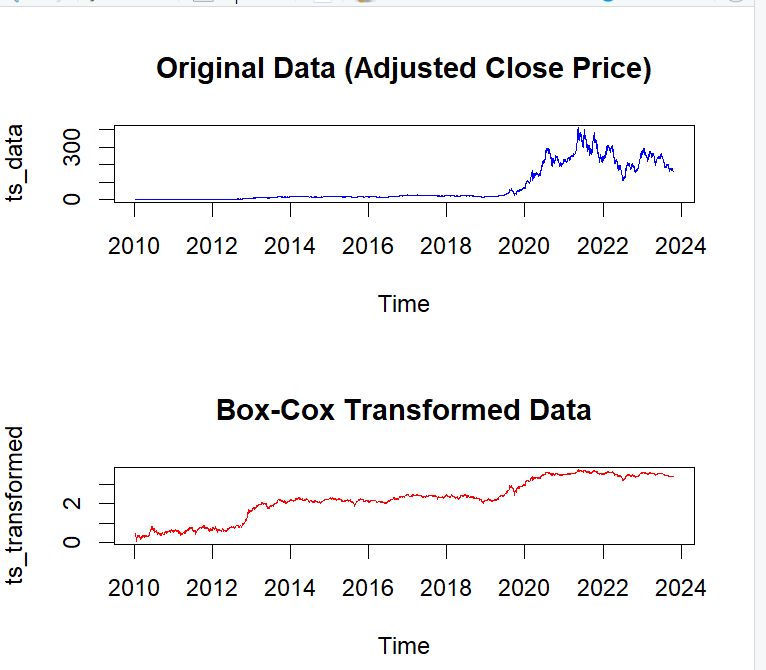 Original Data (Adjusted Close Price)
ts_data
300
0
2010 2012 2014 2016 2018 2020 2022 2024
Time
Box-Cox Transformed Data
ts_transformed
2
0
2010 2012 2014 2016 2018 2020 2022 2024
Time